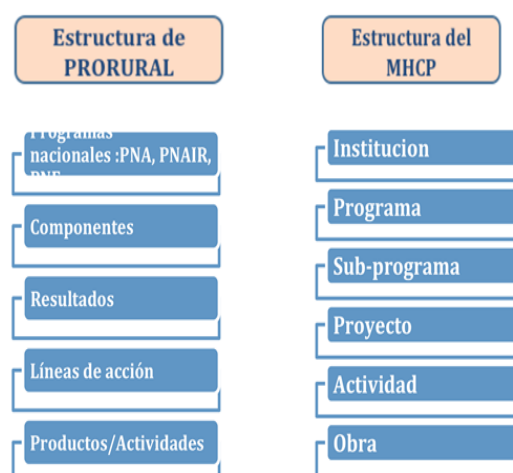 Estructura de
PRORURAL
Programas
nacionales :PNA, PNAIR,
Componentes
Resultados
Líneas de acción
Productos/Actividades
Estructura del
MHCP
Institucion
Programa
Sub-programa
Proyecto
Actividad
Obra